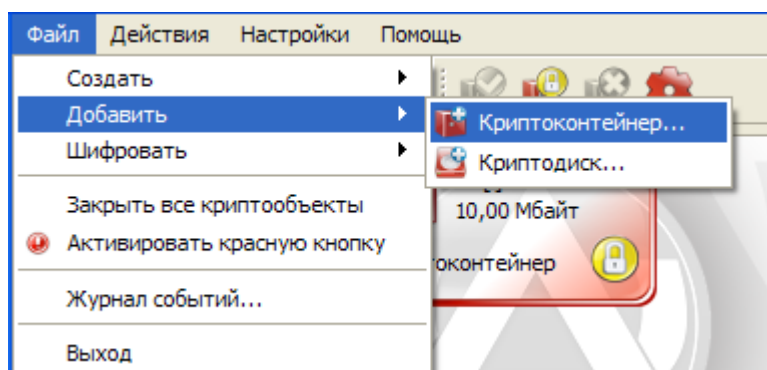 Файл Действия Настройки Помощь
Создать
Добавить
Криптоконтейнер...
Шифровать
Криптодиск...
Закрыть все криптообъекты
10,00 Мбайт
Активировать красную кнопку
оконтейнер
Журнал событий...
Выход